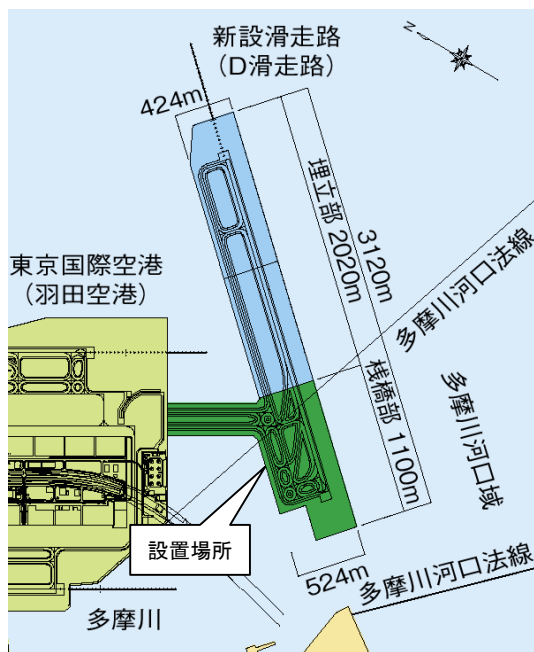 新設滑走路
（D滑走路）
N
424m
埋立部 2020m
3120m
東京国際空港
（羽田空港）
多摩川河口法線
桟橋部 1100m
多摩川河口域
設置場所
524m
多摩川河口法線
多摩川